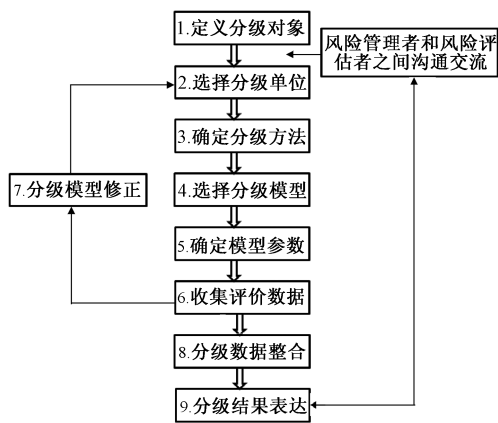 1.定义分级对象
风险管理者和风险评
估者之间沟通交流
2.选择分级单位
3.确定分级方法
7.分级模型修正
4.选择分级模型
5.确定模型参数
6.收集评价数据
8.分级数据整合
9.分级结果表达